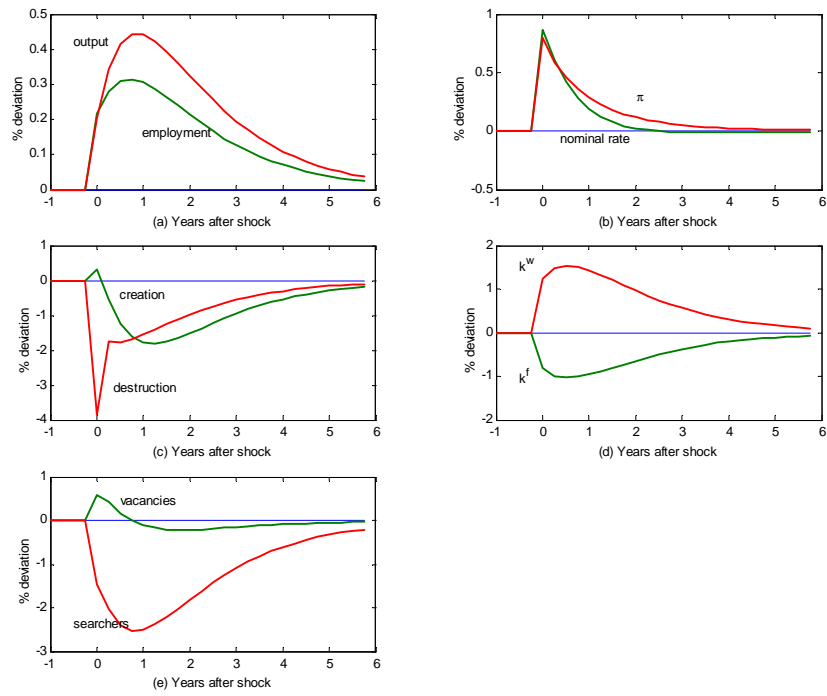 0.5
0.4
0.3
0.2
0.1
0
% deviation
output
employment
-1 0 1 2 3 4 5 6
(a) Years after shock
1
0.5
0
-0.5
% deviation
π
nominal rate
-1 0 1 2 3 4 5 6
(b) Years after shock
1
0
-1
-2
-3
-4
% deviation
creation
destruction
-1 0 1 2 3 4 5 6
(c) Years after shock
2
1
0
-1
-2
% deviation
k^w
k^f
-1 0 1 2 3 4 5 6
(d) Years after shock
1
0
-1
-2
-3
% deviation
vacancies
searchers
-1 0 1 2 3 4 5 6
(e) Years after shock